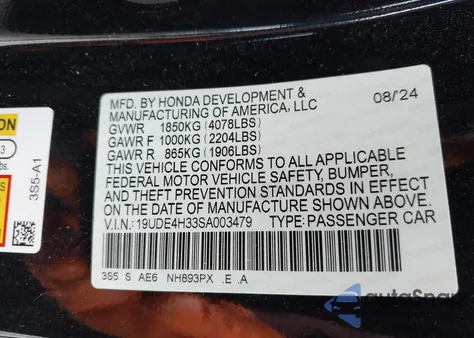 MFD. BY HONDA DEVELOPMENT &
MANUFACTURING OF AMERICA, LLC 08/24
GVWR 1850KG (4078LBS)
GAWR F 1000KG (2204LBS)
GAWR R 865KG (1906LBS)
THIS VEHICLE CONFORMS TO ALL APPLICABLE
FEDERAL MOTOR VEHICLE SAFETY, BUMPER,
AND THEFT PREVENTION STANDARDS IN EFFECT
ON THE DATE OF MANUFACTURE SHOWN ABOVE.
V.I.N.: 19UDE4H33SA003479 TYPE: PASSENGER CAR
3S5 S AE6 NH893PX .E .A
ON
3
3S5-A1